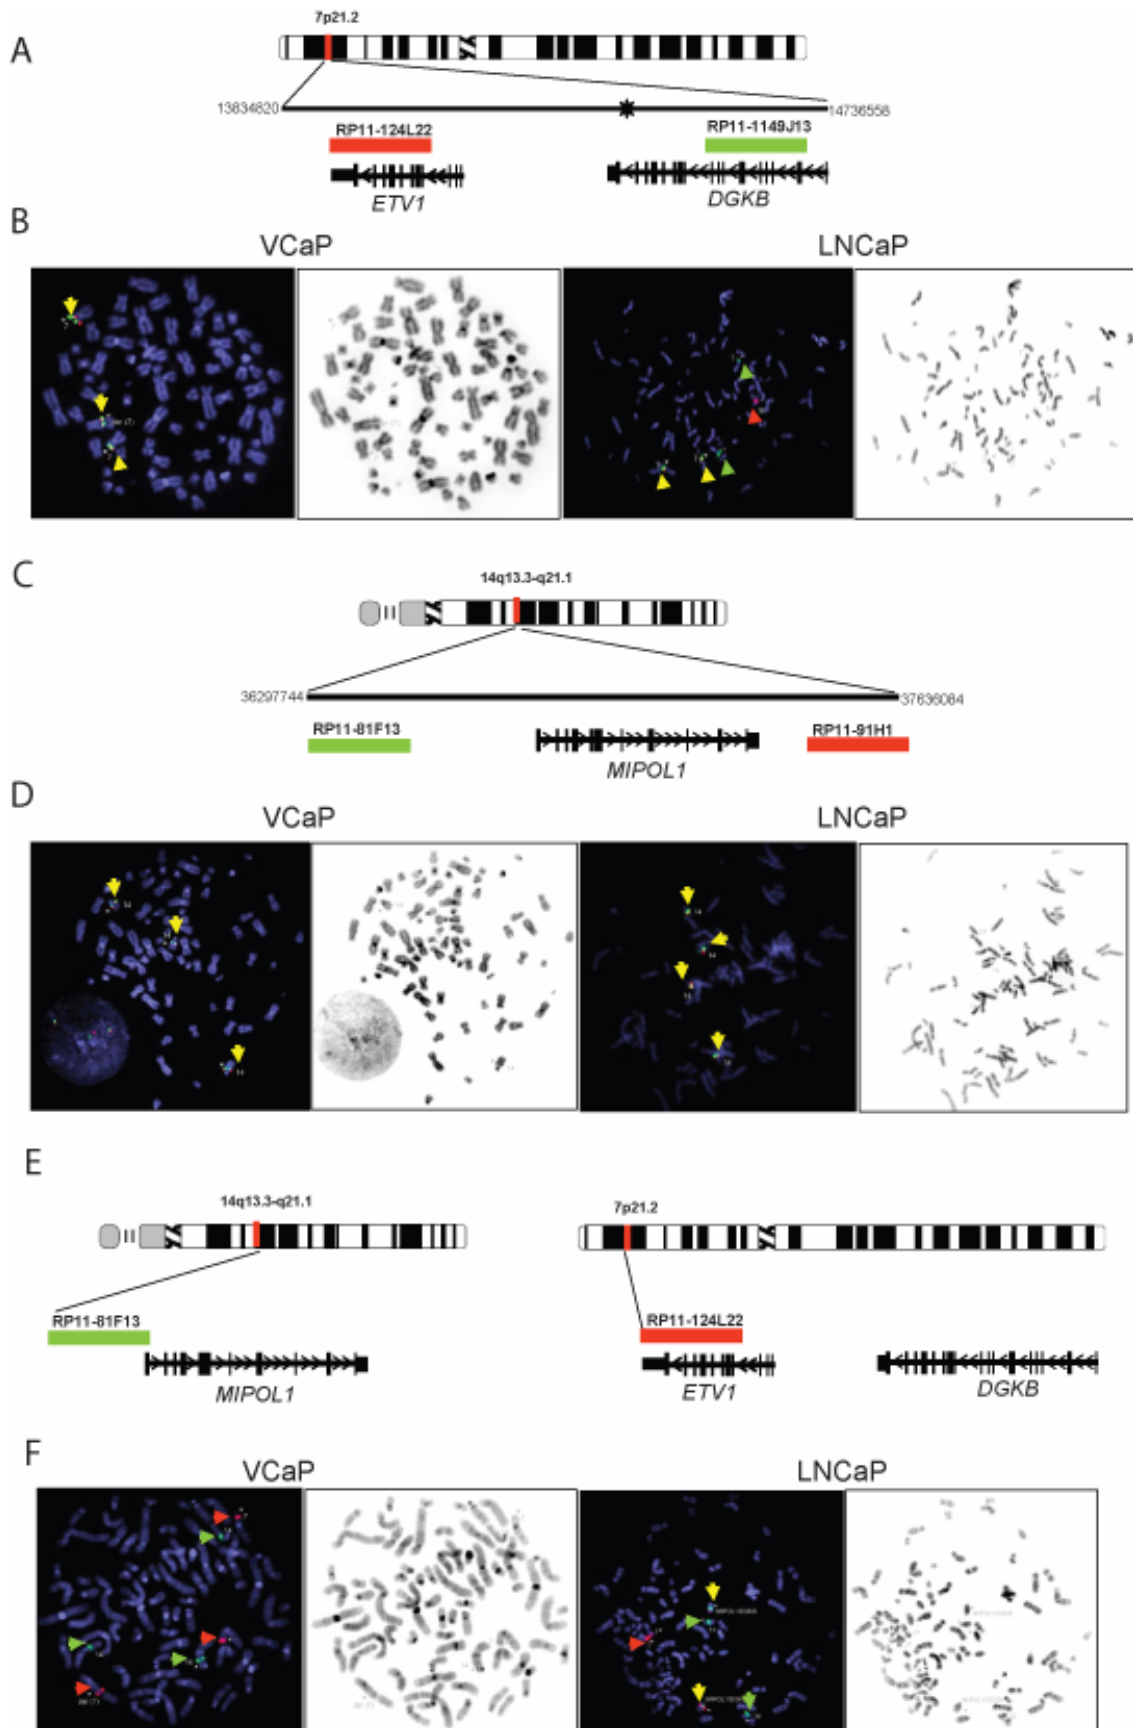 A
7p21.2
13834820
14736558
RP11-124L22
RP11-1149J13
ETV1
DGKB
B
VCaP
LNCaP
C
14q13.3-q21.1
36297744
37636084
RP11-81F13
RP11-91H1
MIPOL1
D
VCaP
LNCaP
E
14q13.3-q21.1
7p21.2
RP11-81F13
RP11-124L22
MIPOL1
ETV1
DGKB
F
VCaP
LNCaP